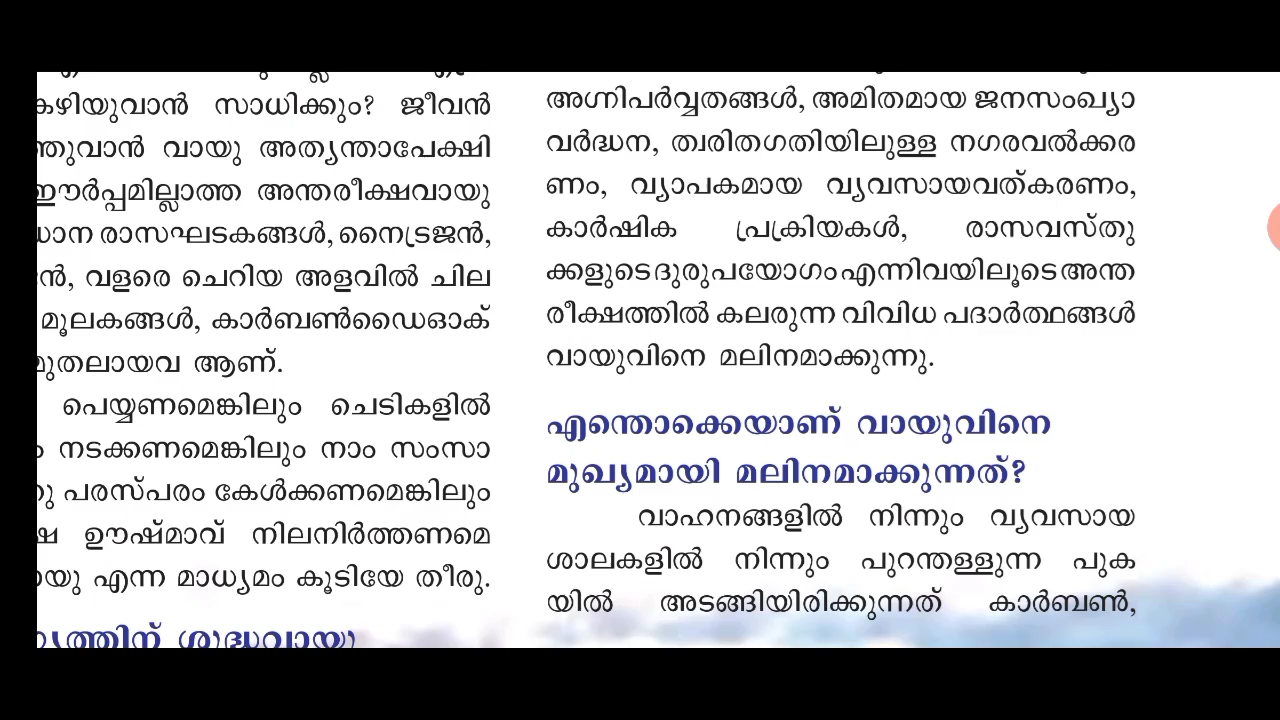 കഴിയുവാൻ സാധിക്കും? ജീവൻ
വായു അത്യന്താപേക്ഷി
ഈർപ്പമില്ലാത്ത അന്തരീക്ഷവായു
രാസഘടകങ്ങൾ, നൈട്രജൻ,
വളരെ ചെറിയ അളവിൽ ചില
മൂലകങ്ങൾ, കാർബൺഡൈഓക്
മുതലായവ ആണ്.
പെയ്യണമെങ്കിലും ചെടികളിൽ
നടക്കണമെങ്കിലും നാം സംസാ
പരസ്പരം കേൾക്കണമെങ്കിലും
ഊഷ്മാവ് നിലനിർത്തണമെ
എന്ന മാധ്യമം കൂടിയേ തീരൂ.
ശുദ്ധവായു
അഗ്നിപർവ്വതങ്ങൾ, അമിതമായ ജനസംഖ്യാ
വർദ്ധന, ത്വരിതഗതിയിലുള്ള നഗരവൽക്കര
ണം, വ്യാപകമായ വ്യവസായവത്കരണം,
കാർഷിക പ്രക്രിയകൾ, രാസവസ്തു
ക്കളുടെ ദുരുപയോഗം എന്നിവയിലൂടെ അന്ത
രീക്ഷത്തിൽ കലരുന്ന വിവിധ പദാർത്ഥങ്ങൾ
വായുവിനെ മലിനമാക്കുന്നു.
എന്തൊക്കെയാണ് വായുവിനെ
മുഖ്യമായി മലിനമാക്കുന്നത്?
വാഹനങ്ങളിൽ നിന്നും വ്യവസായ
ശാലകളിൽ നിന്നും പുറന്തള്ളുന്ന പുക
യിൽ അടങ്ങിയിരിക്കുന്നത് കാർബൺ,